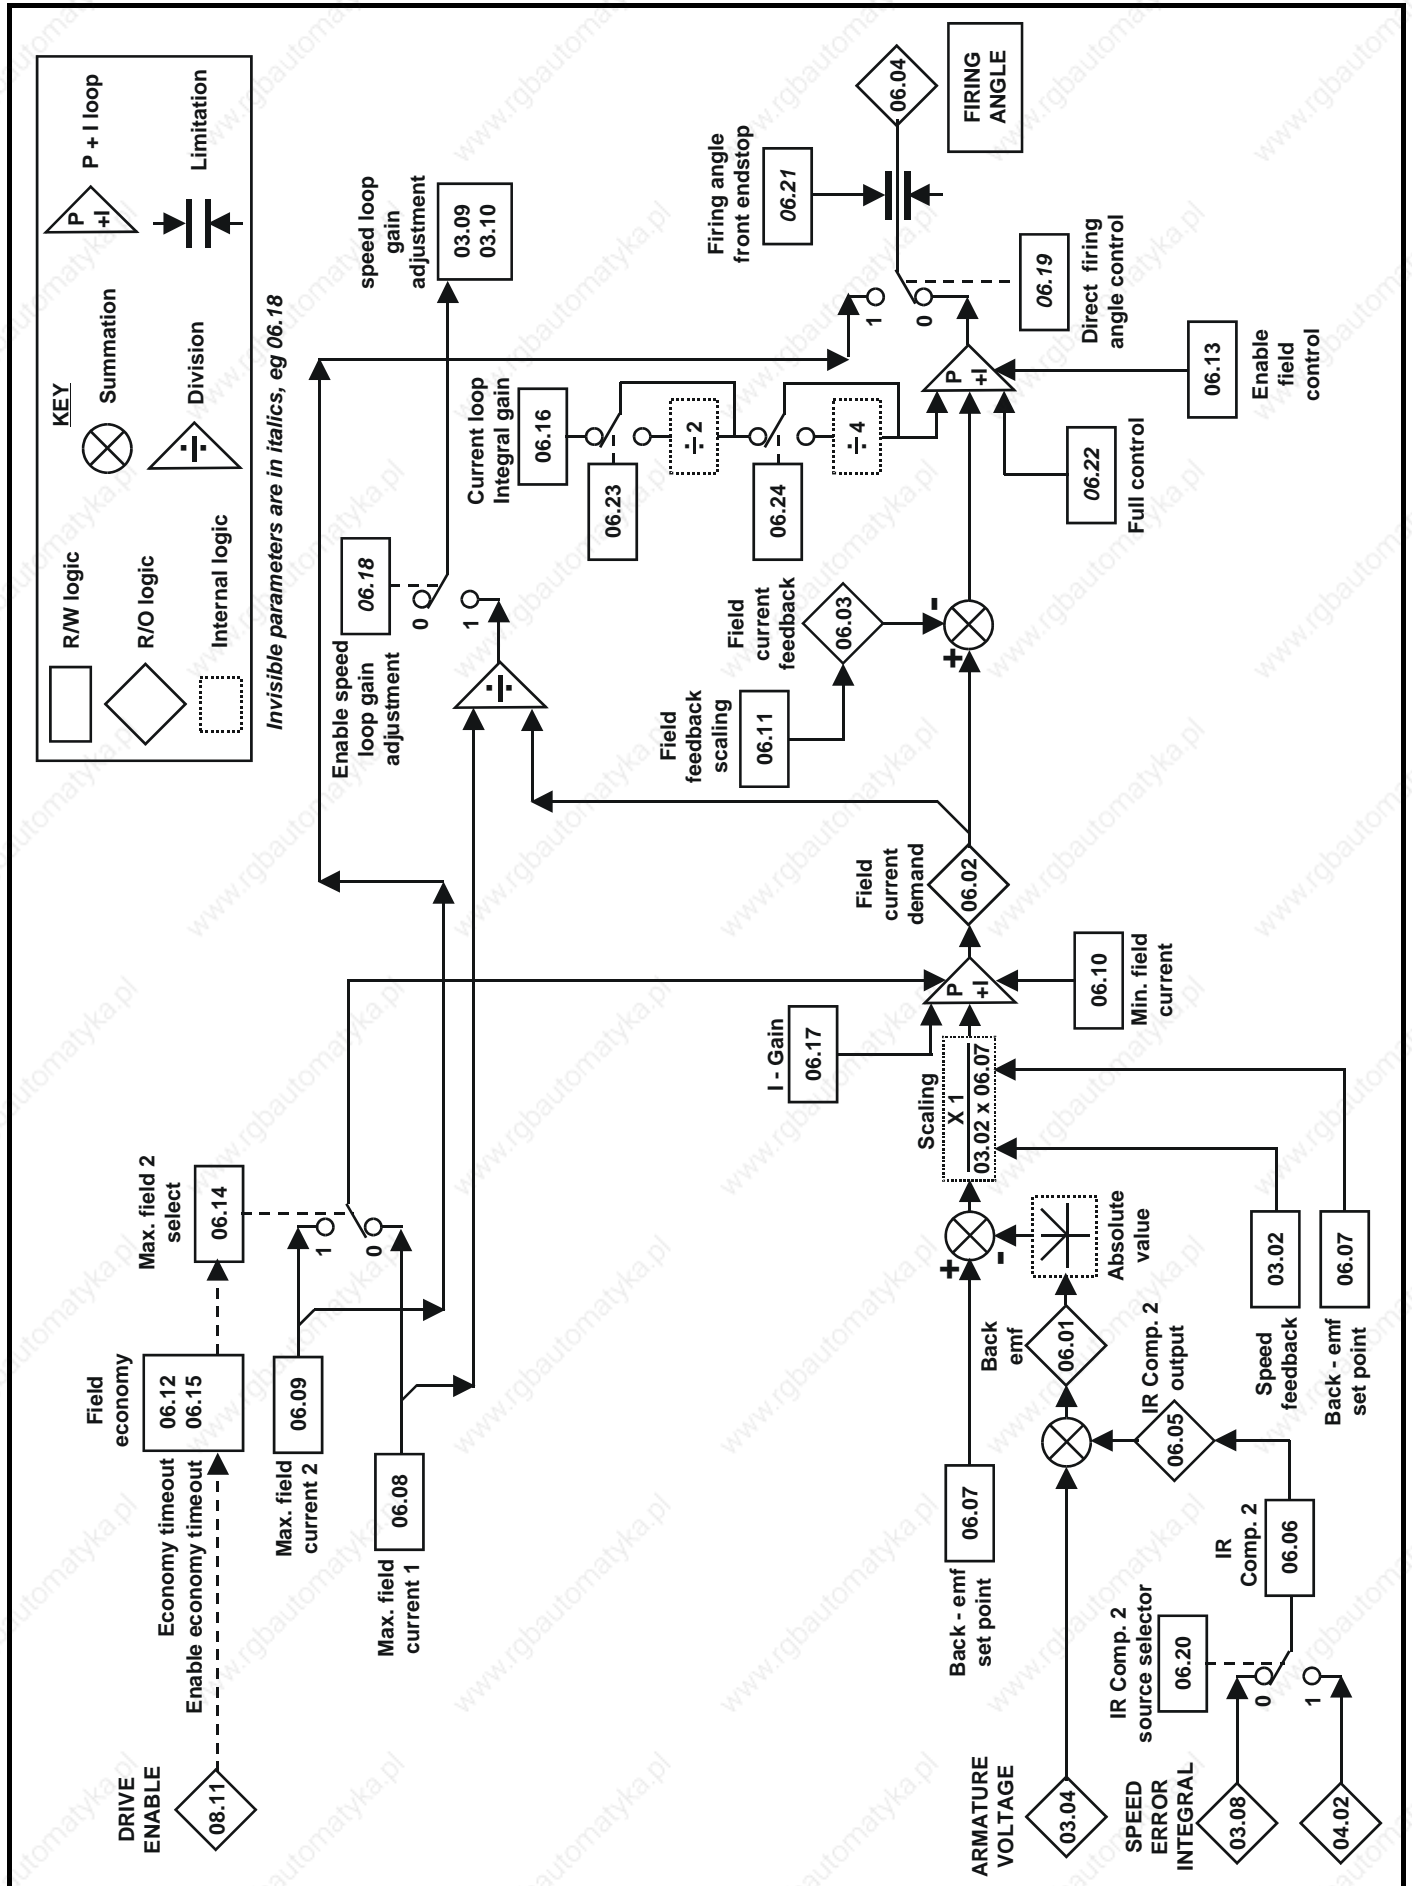 KEY
R/W logic
Summation
P + I loop
P
+I
R/O logic
Division
÷
Limitation
Internal logic
Invisible parameters are in italics, eg 06.18
DRIVE
ENABLE
08.11
Economy timeout
Enable economy timeout
Field
economy
06.12
06.15
Max. field 2
select
06.14
Max. field
current 2
06.09
Max. field
current 1
06.08
1
0
Enable speed
loop gain
adjustment
06.18
0
1
÷
speed loop
gain
adjustment
03.09
03.10
Current loop
Integral gain
06.16
06.23
÷ 2
06.24
÷ 4
Field
feedback
scaling
06.11
Field
current
feedback
06.03
Firing angle
front endstop
06.21
06.04
FIRING
ANGLE
1
0
06.19
Direct firing
angle control
P
+I
06.13
Enable
field
control
06.22
Full control
-
+
Field
current
demand
06.02
I - Gain
06.17
P
+I
06.10
Min. field
current
Scaling
X 1
03.02 x 06.07
Back - emf
set point
06.07
+
-
Absolute
value
Back
emf
06.01
ARMATURE
VOLTAGE
03.04
IR Comp. 2
output
06.05
Speed
feedback
03.02
Back - emf
set point
06.07
IR
Comp. 2
06.06
IR Comp. 2
source selector
06.20
0
1
SPEED
ERROR
INTEGRAL
03.08
04.02
www.rgbautomatyka.pl